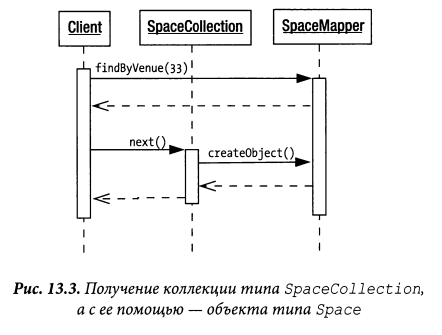 Client SpaceCollection SpaceMapper
findByVenue(33)
next()
createObject()
Рис. 13.3. Получение коллекции типа SpaceCollection,
а с ее помощью — объекта типа Space